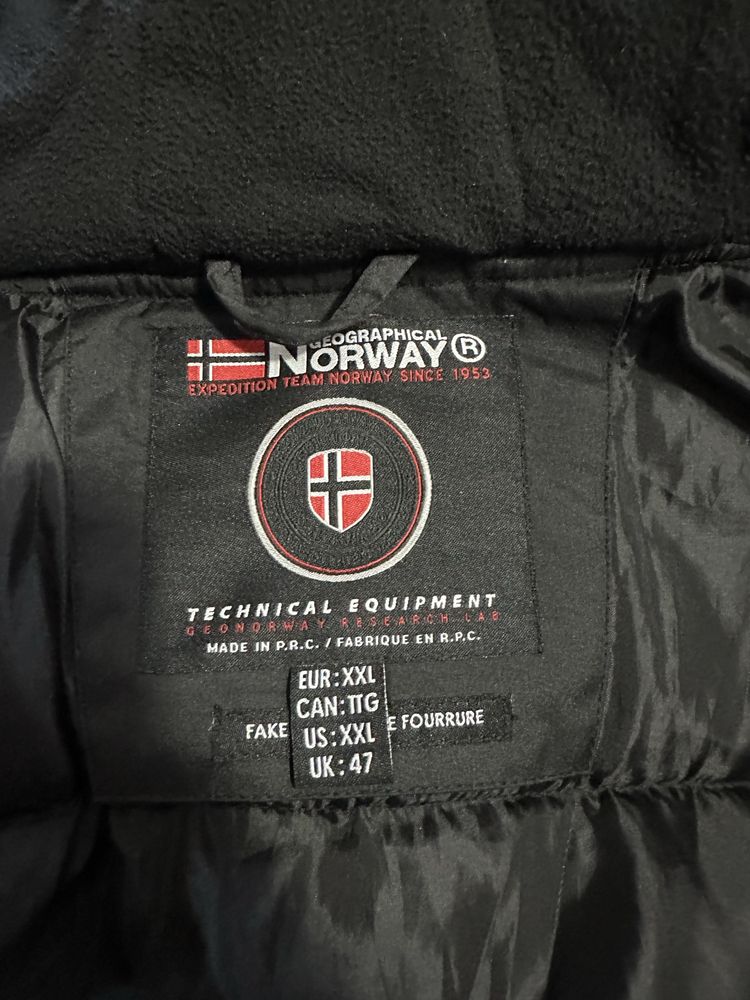 GEOGRAPHICAL
NORWAY®
EXPEDITION TEAM NORWAY SINCE 1953
TECHNICAL EQUIPMENT
GEONORWAY RESEARCH LAB
MADE IN P.R.C. / FABRIQUE EN R.P.C.
EUR:XXL
CAN:TTG
US:XXL
UK:47
FAKE FOURRURE